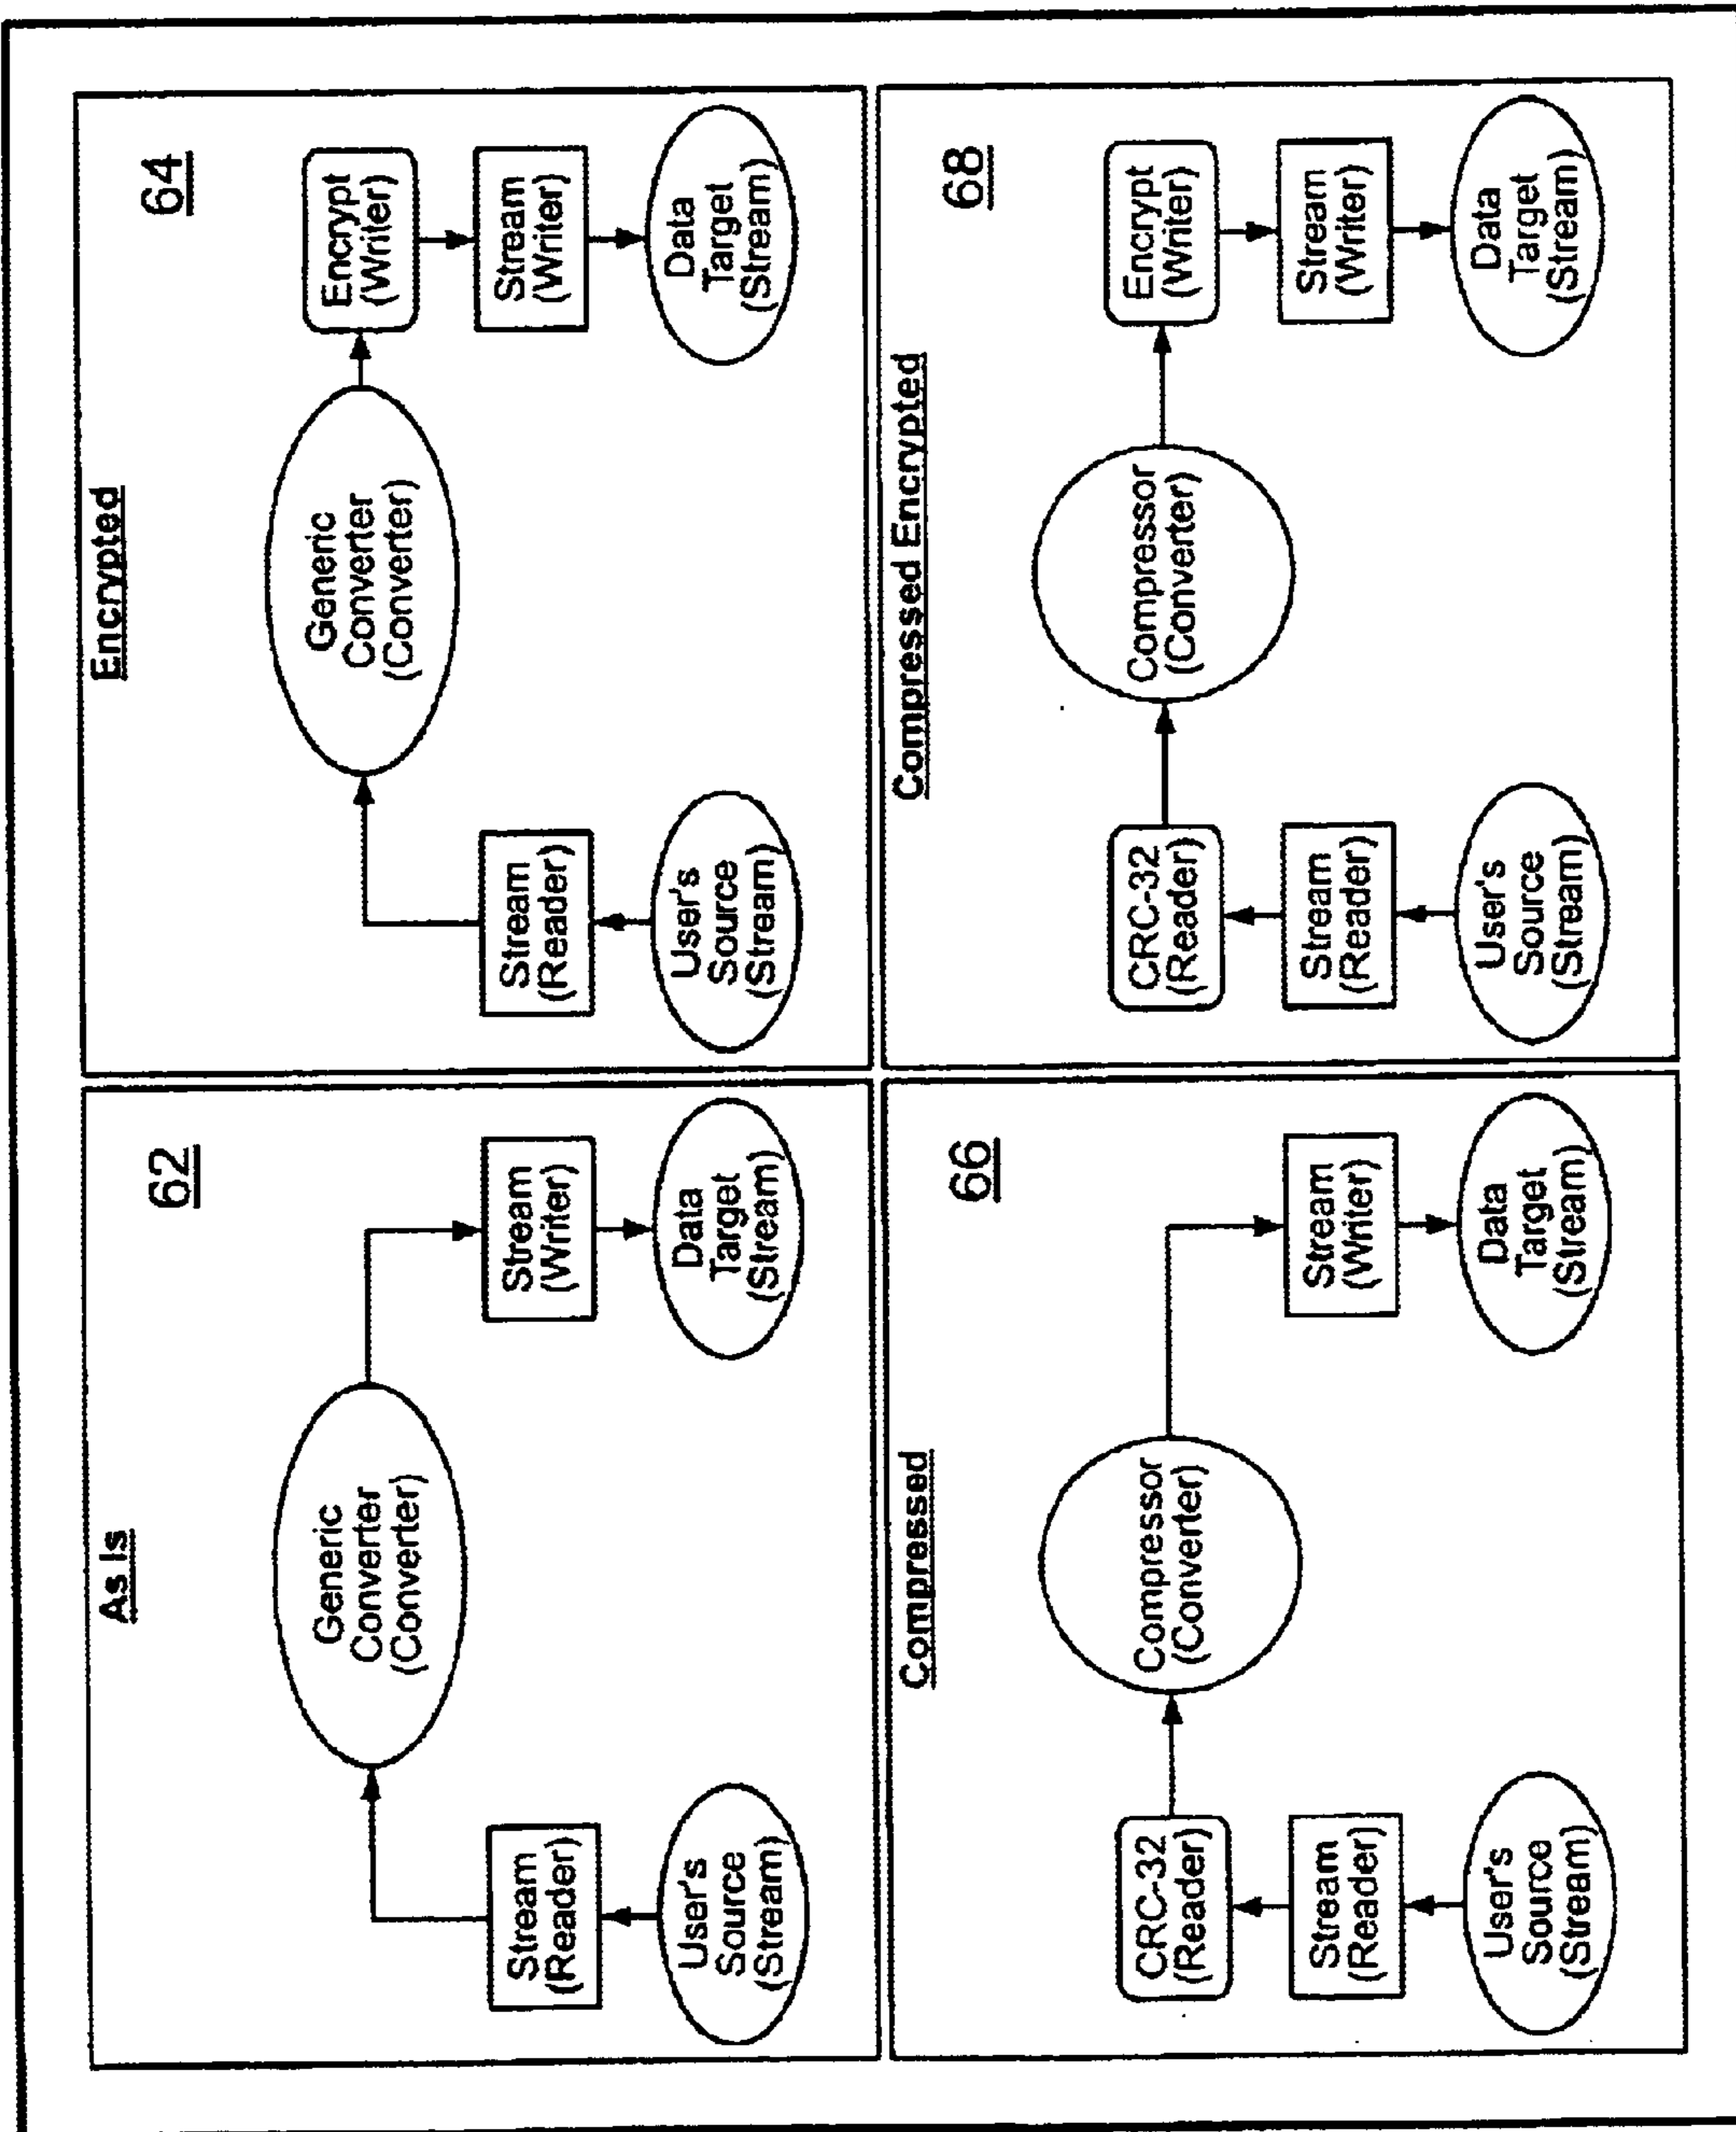 As Is
62
Generic
Converter
(Converter)
Stream
(Reader)
User's
Source
(Stream)
Stream
(Writer)
Data
Target
(Stream)
Encrypted
64
Generic
Converter
(Converter)
Stream
(Reader)
User's
Source
(Stream)
Encrypt
(Writer)
Stream
(Writer)
Data
Target
(Stream)
Compressed
66
Compressor
(Converter)
CRC-32
(Reader)
Stream
(Reader)
User's
Source
(Stream)
Stream
(Writer)
Data
Target
(Stream)
Compressed Encrypted
68
Compressor
(Converter)
CRC-32
(Reader)
Stream
(Reader)
User's
Source
(Stream)
Encrypt
(Writer)
Stream
(Writer)
Data
Target
(Stream)